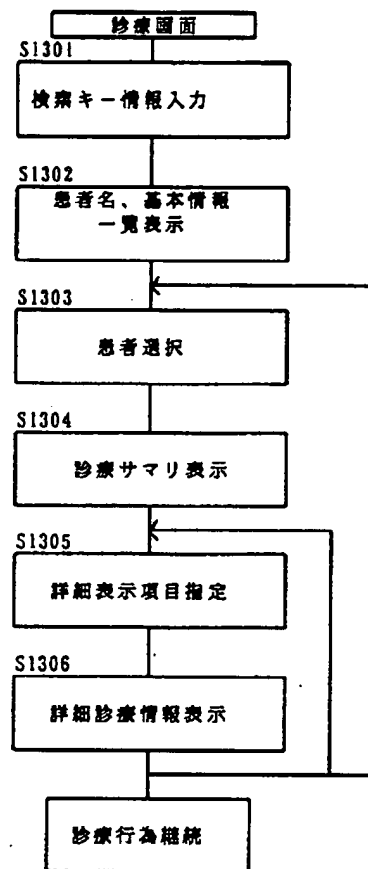 診療画面
S1301
検索キー情報入力
S1302
患者名、基本情報
一覧表示
S1303
患者選択
S1304
診療サマリ表示
S1305
詳細表示項目指定
S1306
詳細診療情報表示
診療行為継続